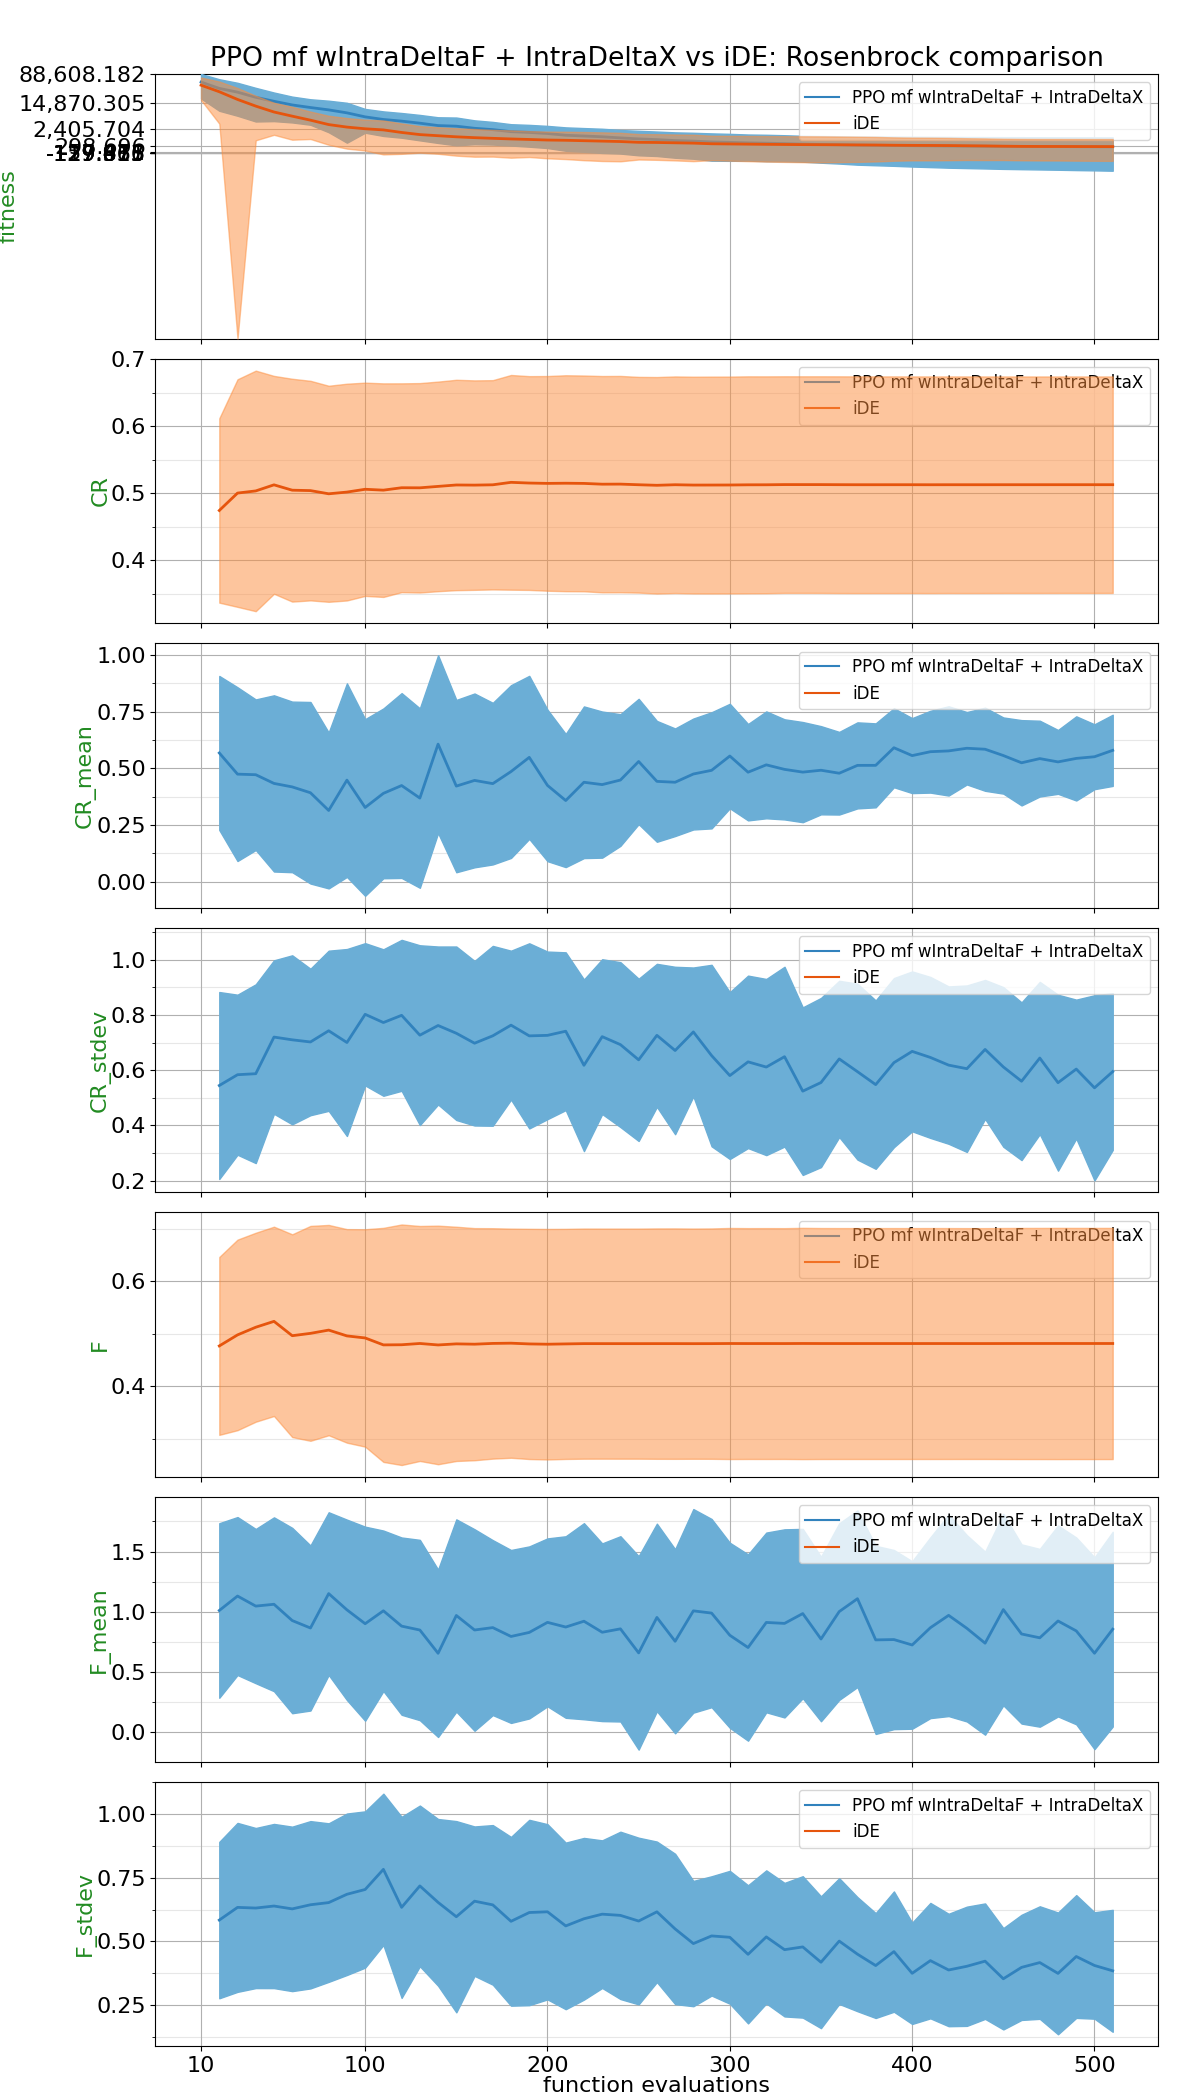 PPO mf wIntraDeltaF + IntraDeltaX vs iDE: Rosenbrock comparison
88,608.182
14,870.305
2,405.704
fitness
PPO mf wIntraDeltaF + IntraDeltaX
iDE
0.7
0.6
0.5
0.4
CR
PPO mf wIntraDeltaF + IntraDeltaX
iDE
1.00
0.75
0.50
0.25
0.00
CR_mean
PPO mf wIntraDeltaF + IntraDeltaX
iDE
1.0
0.8
0.6
0.4
0.2
CR_stdev
PPO mf wIntraDeltaF + IntraDeltaX
iDE
0.6
0.4
F
PPO mf wIntraDeltaF + IntraDeltaX
iDE
1.5
1.0
0.5
0.0
F_mean
PPO mf wIntraDeltaF + IntraDeltaX
iDE
1.00
0.75
0.50
0.25
F_stdev
PPO mf wIntraDeltaF + IntraDeltaX
iDE
10 100 200 300 400 500
function evaluations